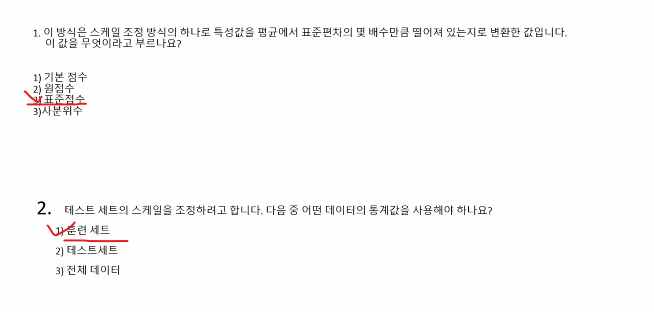 1. 이 방식은 스케일 조정 방식의 하나로 특성값을 평균에서 표준편차의 몇 배수만큼 떨어져 있는지로 변환한 값입니다.
이 값을 무엇이라고 부르나요?
1) 기본 점수
2) 원점수
3) 표준점수
3)사분위수
2. 테스트 세트의 스케일을 조정하려고 합니다. 다음 중 어떤 데이터의 통계값을 사용해야 하나요?
1) 훈련 세트
2) 테스트세트
3) 전체 데이터